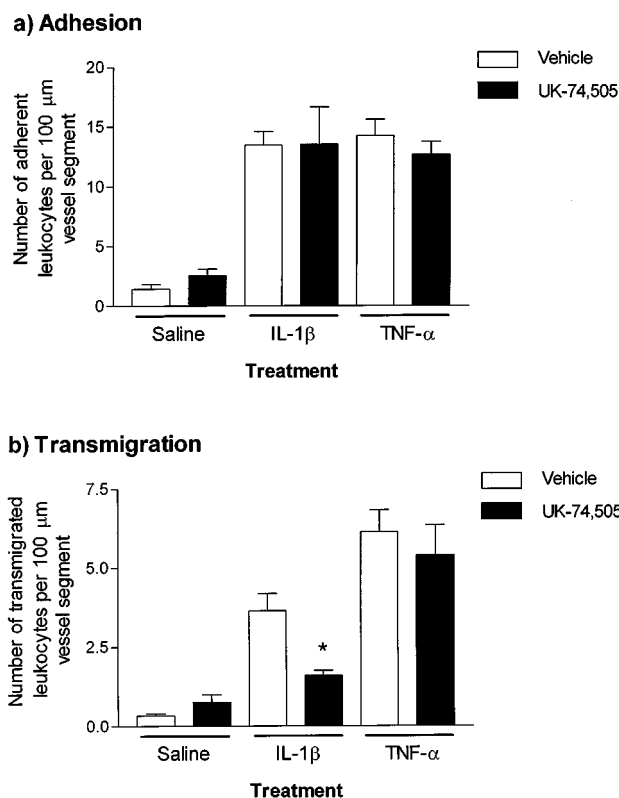 a) Adhesion
Vehicle
UK-74,505
Number of adherent
leukocytes per 100 μm
vessel segment
20
15
10
5
0
Saline
IL-1β
TNF-α
Treatment
b) Transmigration
Vehicle
UK-74,505
Number of transmigrated
leukocytes per 100 μm
vessel segment
7.5
5.0
2.5
0.0
*
Saline
IL-1β
TNF-α
Treatment